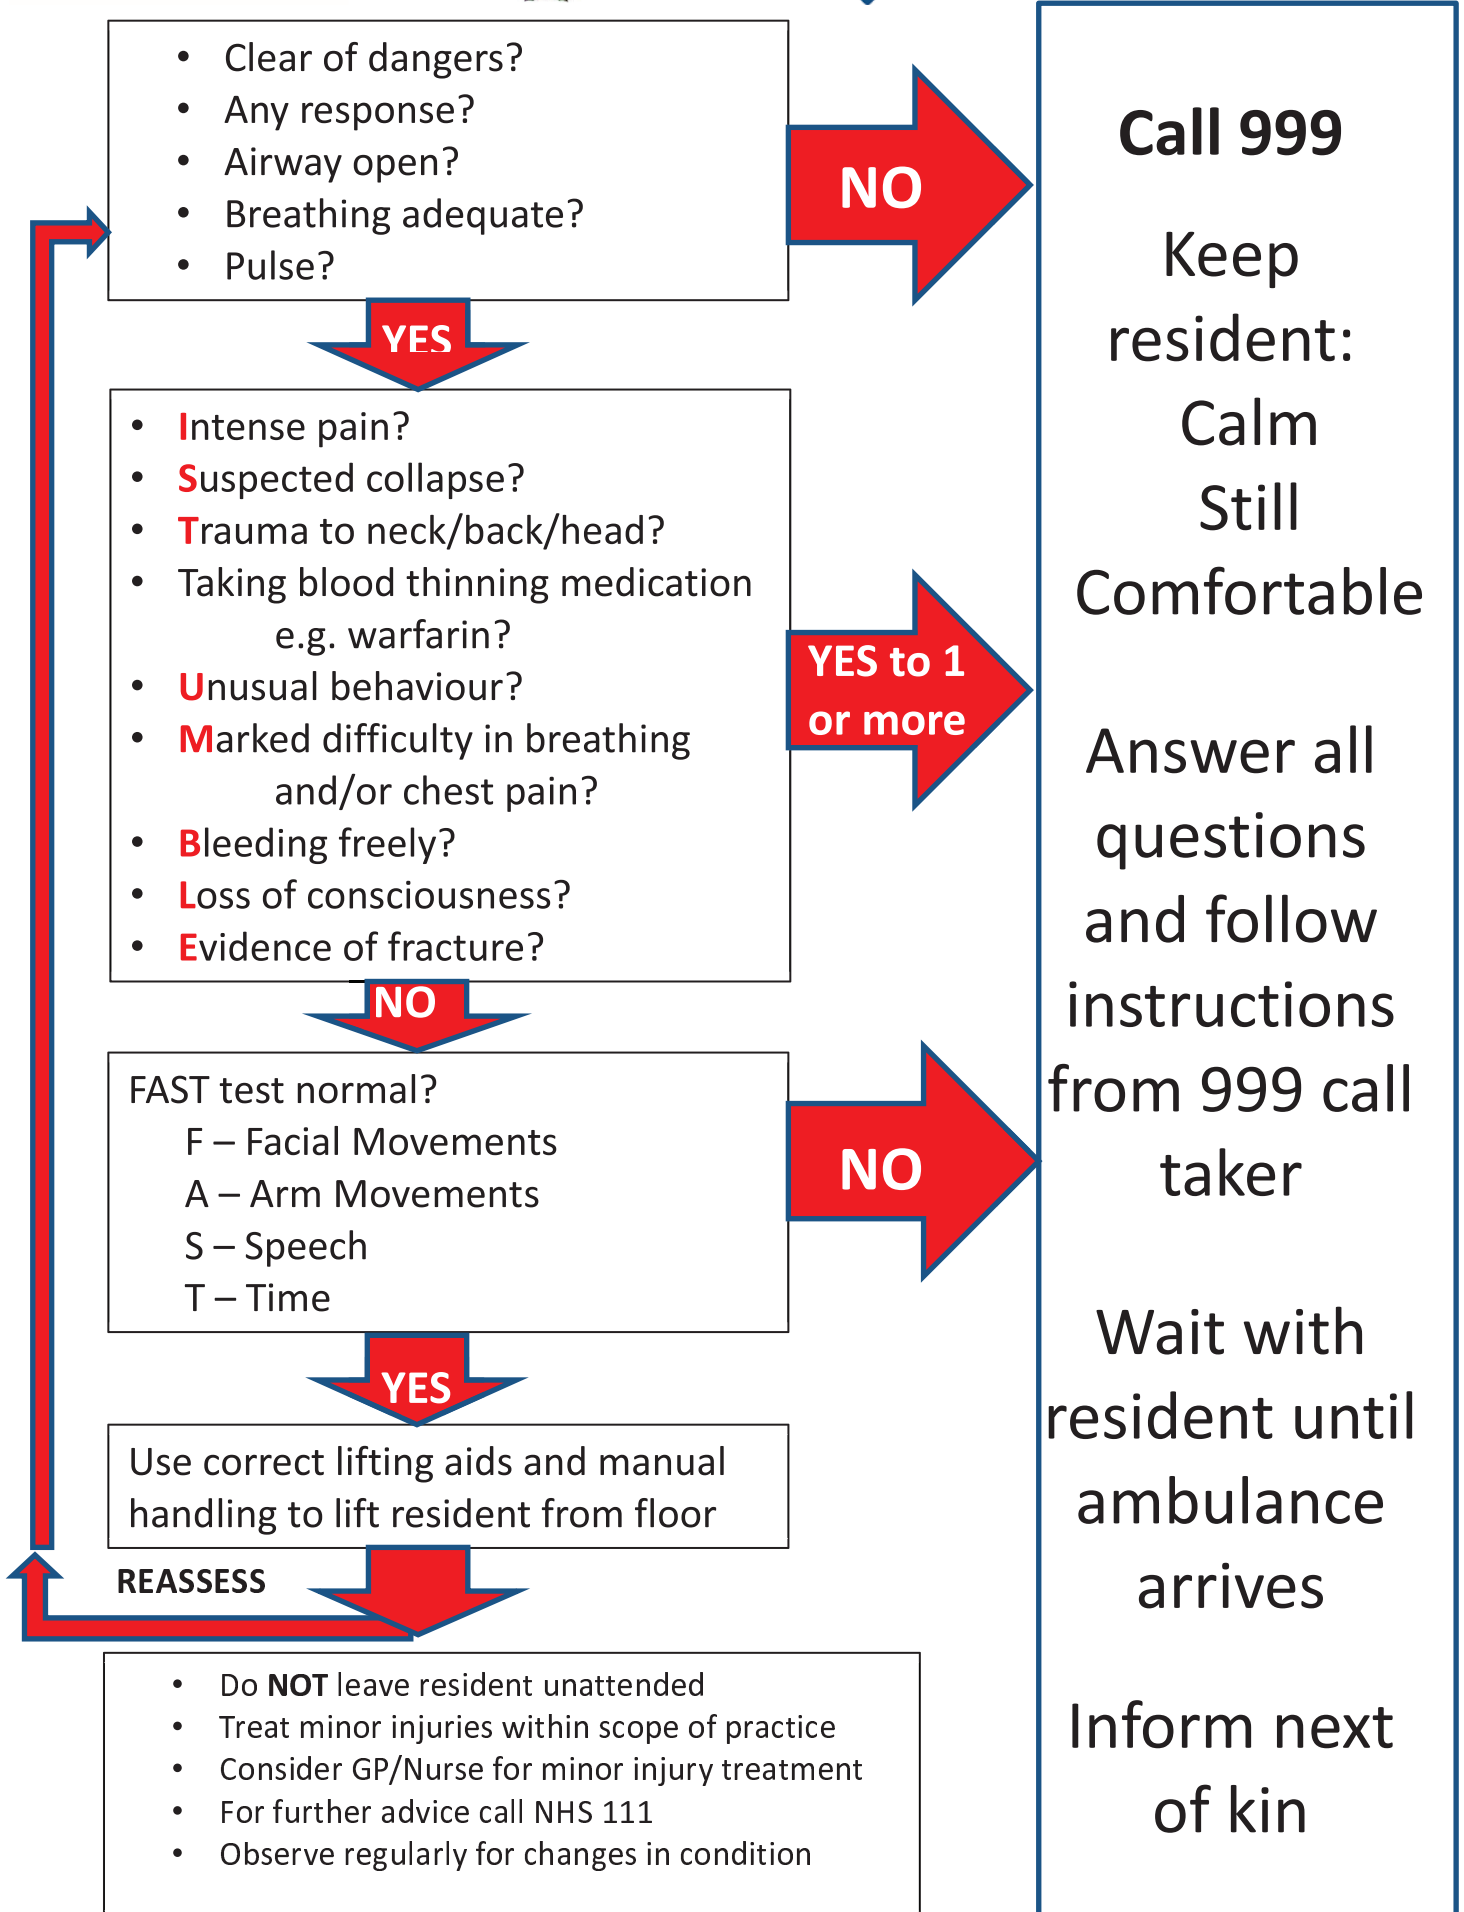 • Clear of dangers?
• Any response?
• Airway open?
• Breathing adequate?
• Pulse?
NO
YES
• Intense pain?
• Suspected collapse?
• Trauma to neck/back/head?
• Taking blood thinning medication
e.g. warfarin?
• Unusual behaviour?
• Marked difficulty in breathing
and/or chest pain?
• Bleeding freely?
• Loss of consciousness?
• Evidence of fracture?
YES to 1
or more
NO
FAST test normal?
F – Facial Movements
A – Arm Movements
S – Speech
T – Time
NO
YES
Use correct lifting aids and manual
handling to lift resident from floor
REASSESS
• Do NOT leave resident unattended
• Treat minor injuries within scope of practice
• Consider GP/Nurse for minor injury treatment
• For further advice call NHS 111
• Observe regularly for changes in condition
Call 999
Keep
resident:
Calm
Still
Comfortable
Answer all
questions
and follow
instructions
from 999 call
taker
Wait with
resident until
ambulance
arrives
Inform next
of kin